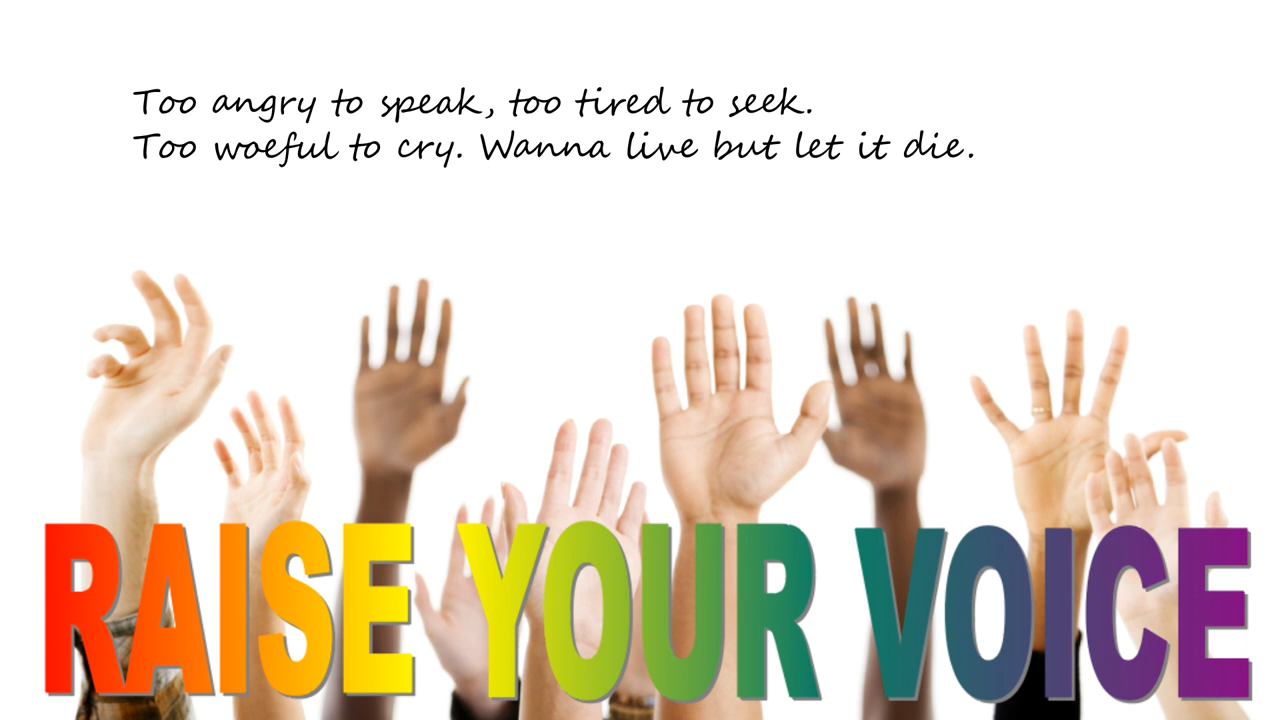 Too angry to speak, too tired to seek.
Too woeful to cry. Wanna live but let it die.
RAISE YOUR VOICE